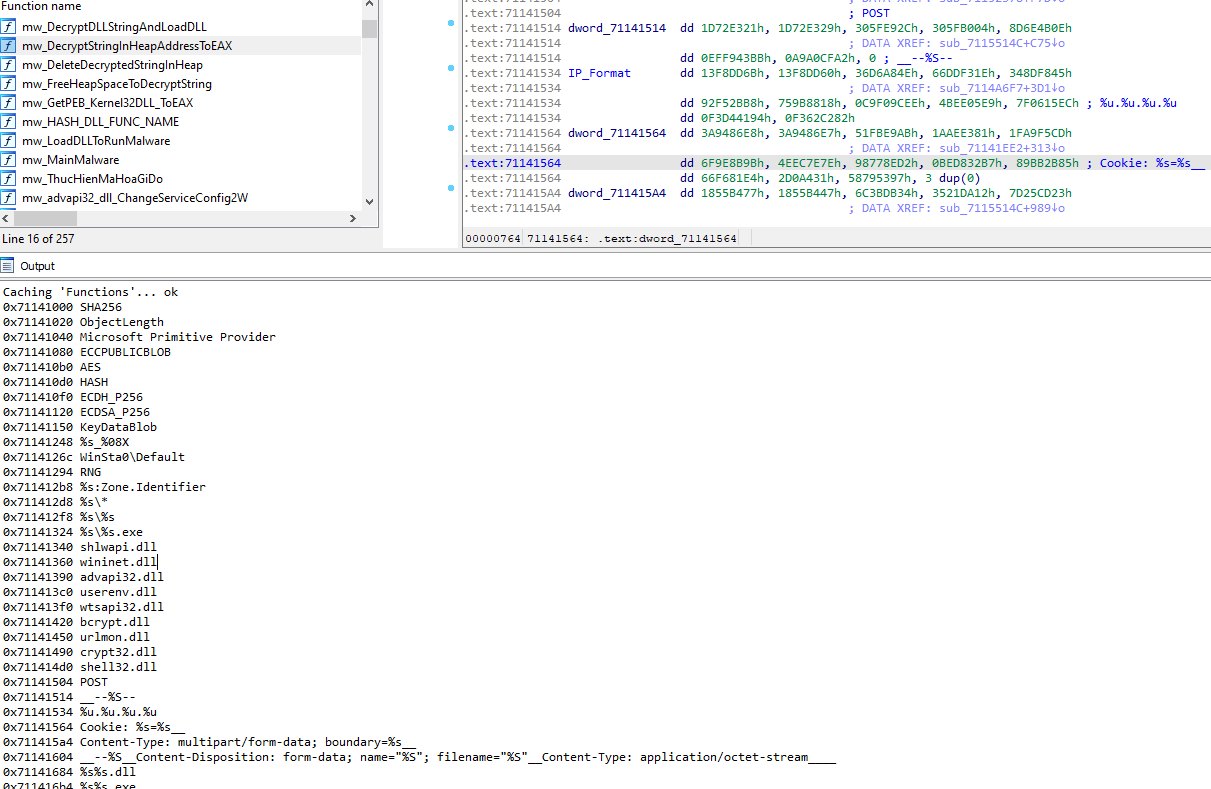 Function name
f mw_DecryptDLLStringAndLoadDLL
f mw_DecryptStringInHeapAddressToEAX
f mw_DeleteDecryptedStringInHeap
f mw_FreeHeapSpaceToDecryptString
f mw_GetPEB_Kernel32DLL_ToEAX
f mw_HASH_DLL_FUNC_NAME
f mw_LoadDLLToRunMalware
f mw_MainMalware
f mw_ThucHienMaHoaGiDo
f mw_advapi32_dll_ChangeServiceConfig2W
Line 16 of 257
.text:71141504 ; POST
.text:71141514 dword_71141514 dd 1D72E321h, 1D72E329h, 305FE92Ch, 305FB004h, 8D6E4B0Eh
.text:71141514 ; DATA XREF: sub_7115514C+C75↓o
.text:71141514 dd 0EFF943BBh, 0A9A0CFA2h, 0 ; __--%S--
.text:71141534 IP_Format dd 13F8DD6Bh, 13F8DD60h, 36D6A84Eh, 66DDF31Eh, 348DF845h
.text:71141534 ; DATA XREF: sub_7114A6F7+3D1↓o
.text:71141534 dd 92F52BB8h, 759B8818h, 0C9F09CEEh, 4BEE05E9h, 7F0615ECh ; %u.%u.%u.%u
.text:71141534 dd 0F3D44194h, 0F362C282h
.text:71141564 dword_71141564 dd 3A9486E8h, 3A9486E7h, 51FBE9ABh, 1AAEE381h, 1FA9F5CDh
.text:71141564 ; DATA XREF: sub_71141EE2+313↓o
.text:71141564 dd 6F9E8B9Bh, 4EEC7E7Eh, 98778ED2h, 0BED832B7h, 89BB2B85h ; Cookie: %s=%s__
.text:71141564 dd 66F681E4h, 2D0A431h, 58795397h, 3 dup(0)
.text:711415A4 dword_711415A4 dd 1855B477h, 1855B447h, 6C3BDB34h, 3521DA12h, 7D25CD23h
.text:711415A4 ; DATA XREF: sub_7115514C+989↓o
00000764 71141564: .text:dword_71141564
Output
Caching 'Functions'... ok
0x71141000 SHA256
0x71141020 ObjectLength
0x71141040 Microsoft Primitive Provider
0x71141080 ECCPUBLICBLOB
0x711410b0 AES
0x711410d0 HASH
0x711410f0 ECDH_P256
0x71141120 ECDSA_P256
0x71141150 KeyDataBlob
0x71141248 %s_%08X
0x7114126c WinSta0\Default
0x71141294 RNG
0x711412b8 %s:Zone.Identifier
0x711412d8 %s\*
0x711412f8 %s\%s
0x71141324 %s\%s.exe
0x71141340 shlwapi.dll
0x71141360 wininet.dll
0x71141390 advapi32.dll
0x711413c0 userenv.dll
0x711413f0 wtsapi32.dll
0x71141420 bcrypt.dll
0x71141450 urlmon.dll
0x71141490 crypt32.dll
0x711414d0 shell32.dll
0x71141504 POST
0x71141514 __--%S--
0x71141534 %u.%u.%u.%u
0x71141564 Cookie: %s=%s__
0x711415a4 Content-Type: multipart/form-data; boundary=%s__
0x71141604 __--%S__Content-Disposition: form-data; name="%S"; filename="%S"__Content-Type: application/octet-stream____
0x71141684 %s%s.dll
0x711416b4 %s%s.exe